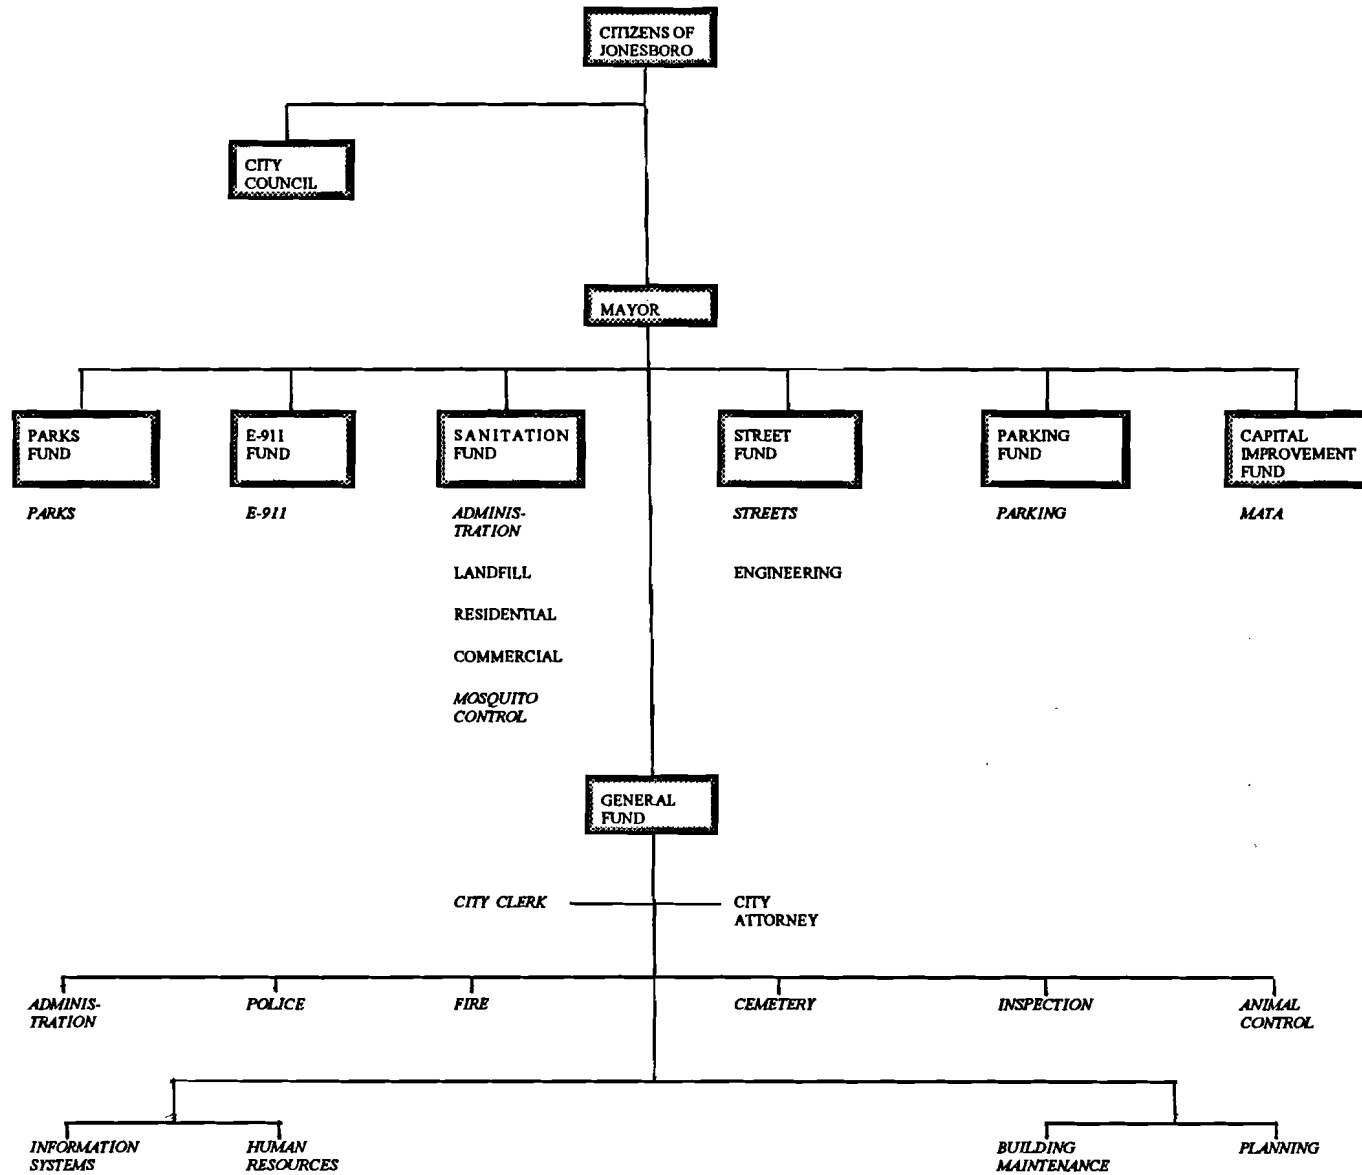 CITIZENS OF
JONESBORO
CITY
COUNCIL
MAYOR
PARKS
FUND
E-911
FUND
SANITATION
FUND
STREET
FUND
PARKING
FUND
CAPITAL
IMPROVEMENT
FUND
PARKS
E-911
ADMINIS-
TRATION
STREETS
PARKING
MATA
LANDFILL
ENGINEERING
RESIDENTIAL
COMMERCIAL
MOSQUITO
CONTROL
GENERAL
FUND
CITY CLERK
CITY
ATTORNEY
ADMINIS-
TRATION
POLICE
FIRE
CEMETERY
INSPECTION
ANIMAL
CONTROL
INFORMATION
SYSTEMS
HUMAN
RESOURCES
BUILDING
MAINTENANCE
PLANNING